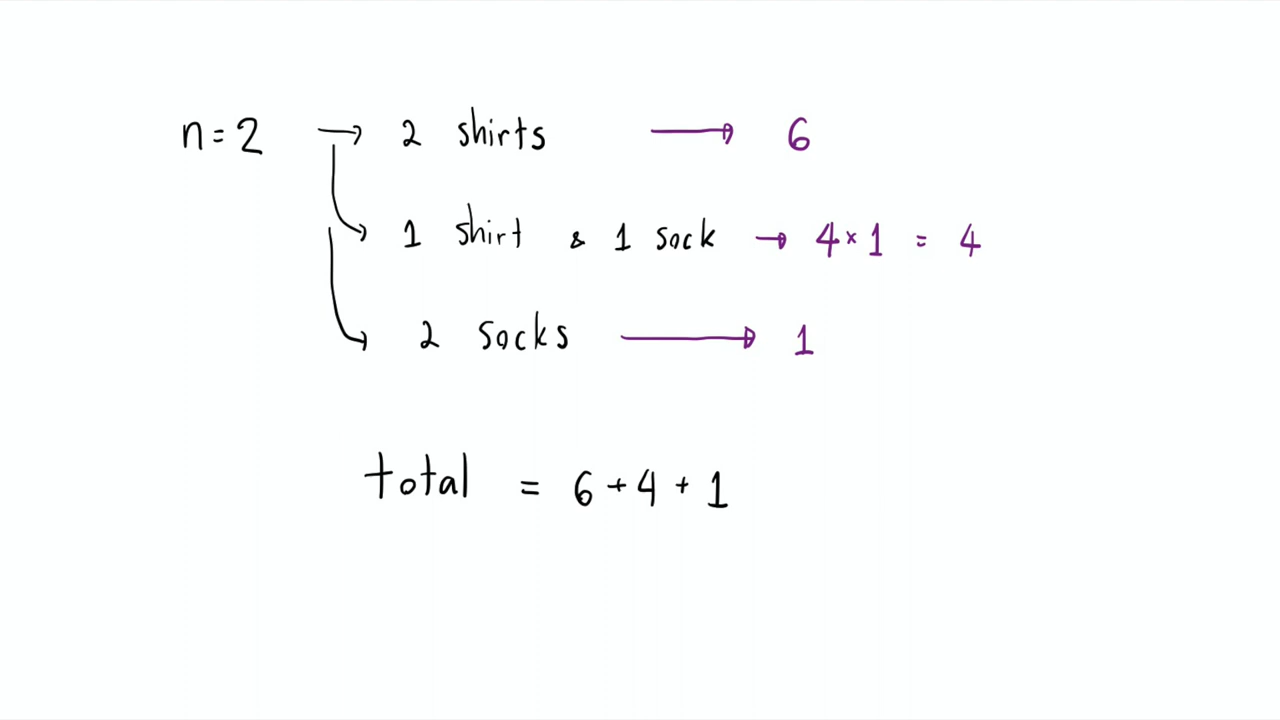 n=2 → 2 shirts → 6
1 shirt & 1 sock → 4×1 = 4
2 socks → 1
total = 6+4+1